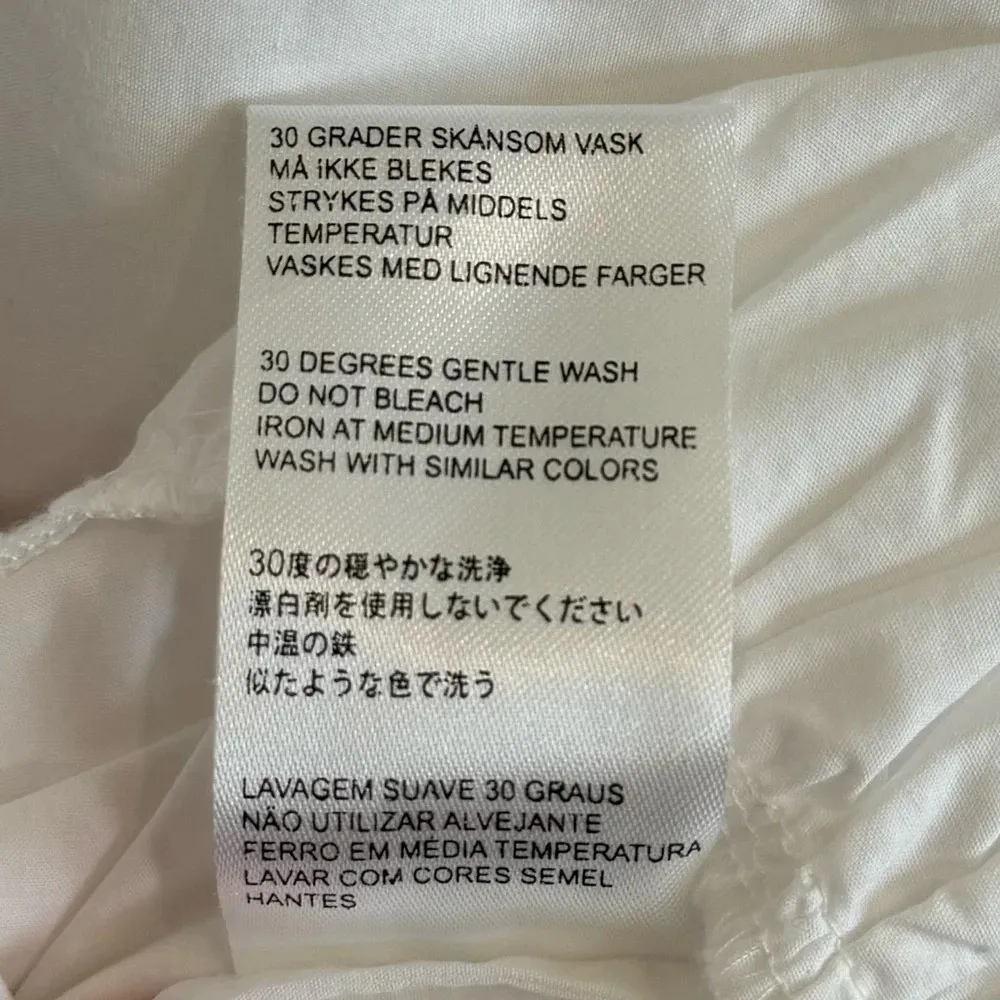 30 GRADER SKÅNSOM VASK
MÅ IKKE BLEKES
STRYKES PÅ MIDDELS
TEMPERATUR
VASKES MED LIGNENDE FARGER
30 DEGREES GENTLE WASH
DO NOT BLEACH
IRON AT MEDIUM TEMPERATURE
WASH WITH SIMILAR COLORS
30度の穏やかな洗浄
漂白剤を使用しないでください
中温の鉄
似たような色で洗う
LAVAGEM SUAVE 30 GRAUS
NÃO UTILIZAR ALVEJANTE
FERRO EM MÉDIA TEMPERATURA
LAVAR COM CORES SEMEL
HANTES